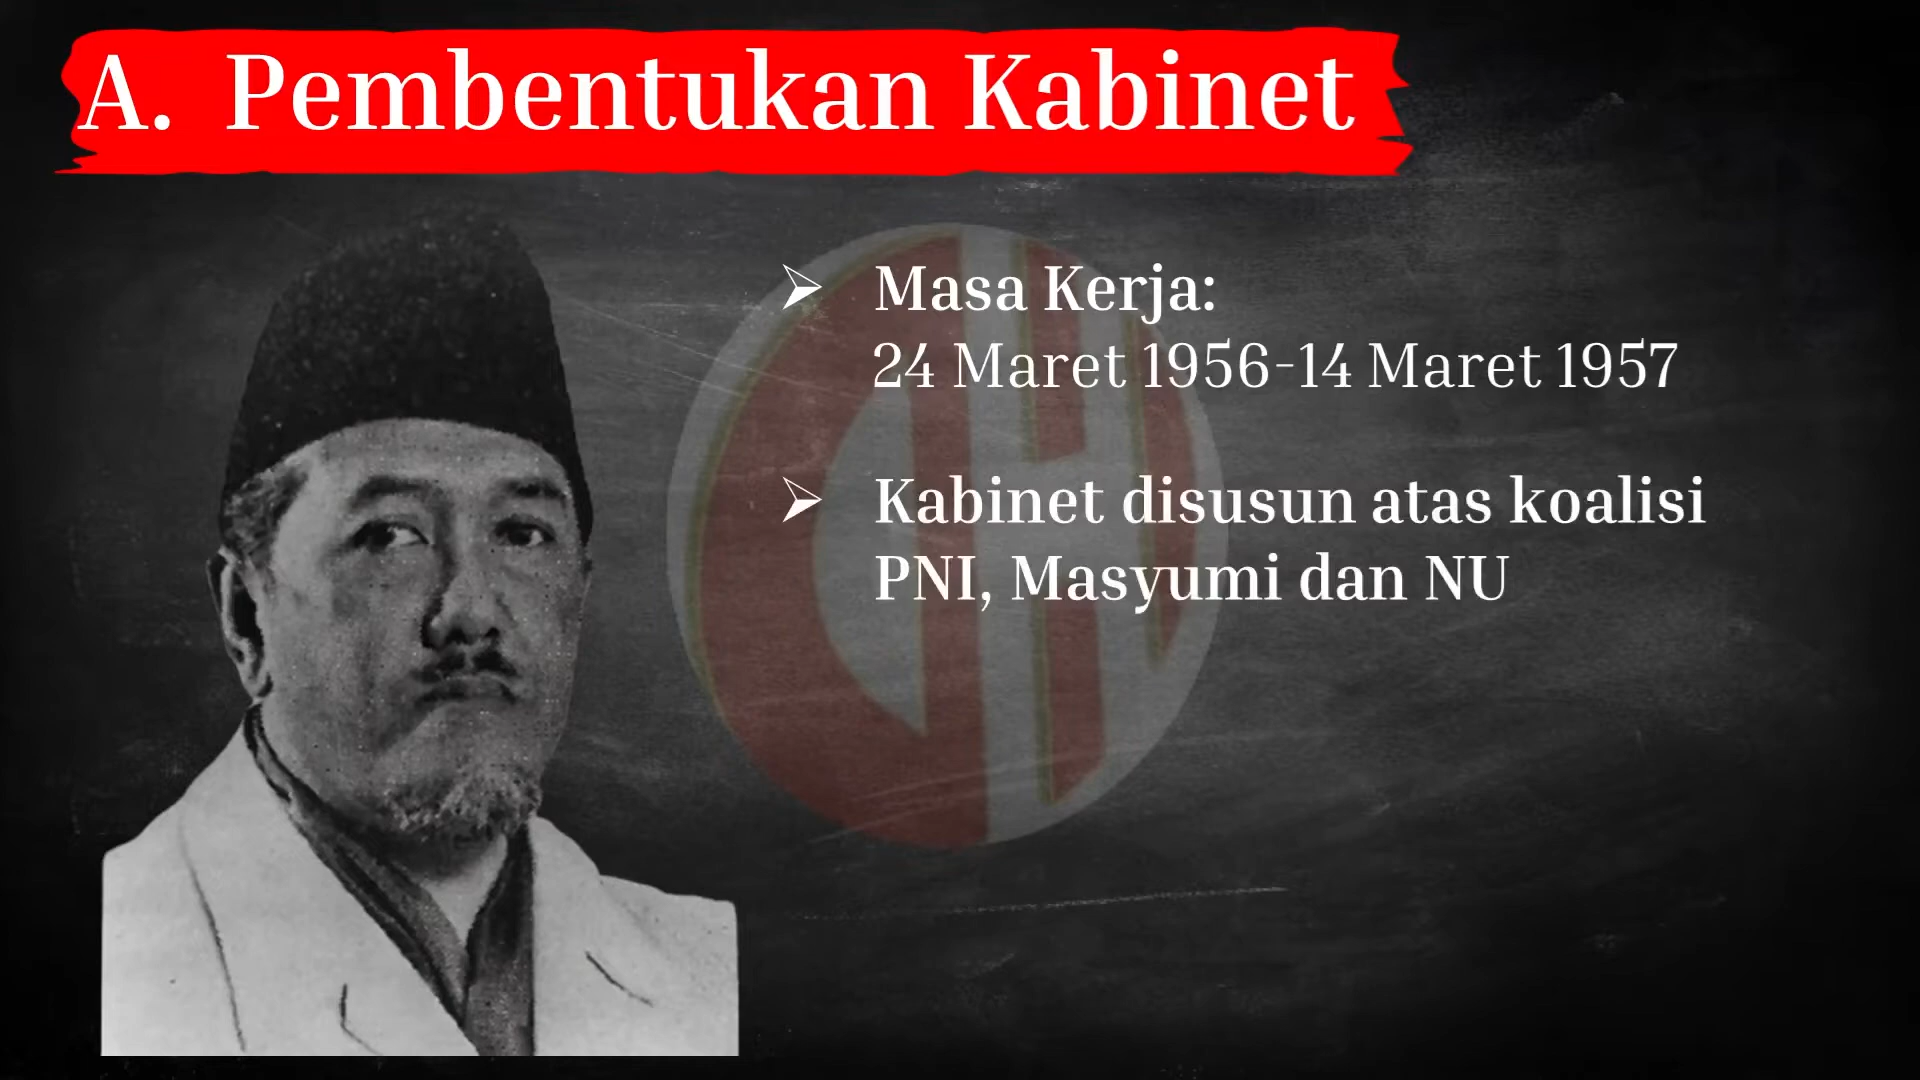 A. Pembentukan Kabinet
➢ Masa Kerja:
24 Maret 1956-14 Maret 1957
➢ Kabinet disusun atas koalisi
PNI, Masyumi dan NU